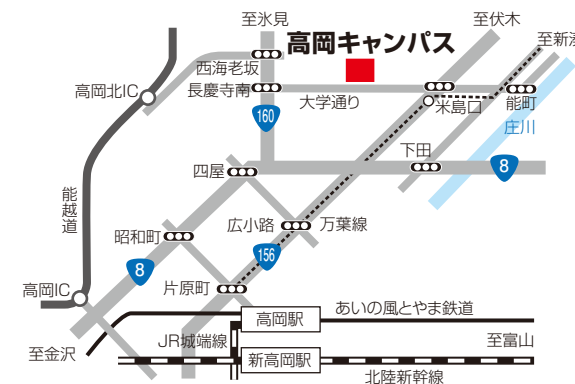 至氷見
至伏木
高岡キャンパス
至新湊
西海老坂
高岡北IC
長慶寺南
大学通り
米島口
能町
160
庄川
下田
四屋
8
能越道
広小路
万葉線
昭和町
156
8
片原町
高岡IC
あいの風とやま鉄道
高岡駅
JR城端線
至富山
至金沢
新高岡駅
北陸新幹線